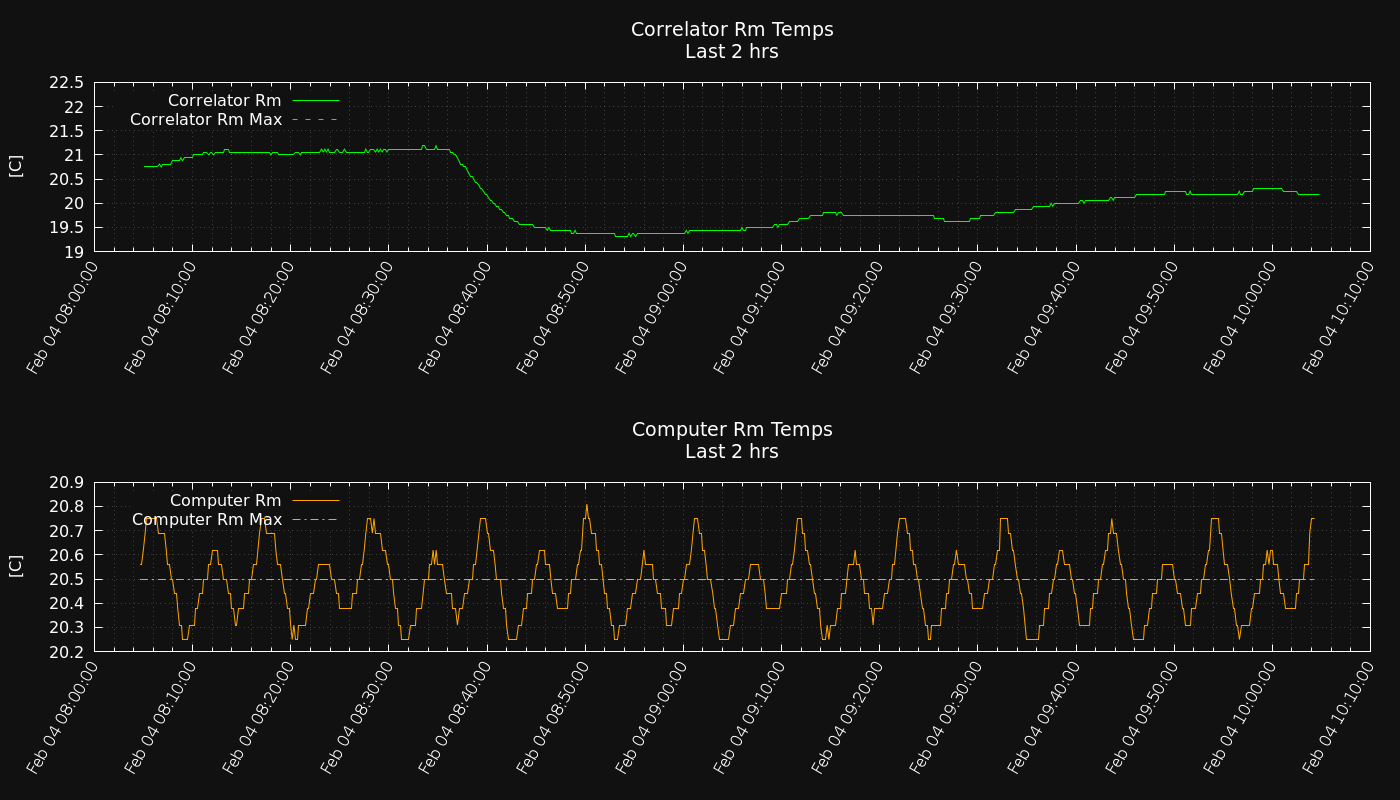 Correlator Rm Temps
Last 2 hrs
22.5
22
21.5
21
20.5
20
19.5
19
[C]
Correlator Rm
Correlator Rm Max
Feb 04 08:00:00
Feb 04 08:10:00
Feb 04 08:20:00
Feb 04 08:30:00
Feb 04 08:40:00
Feb 04 08:50:00
Feb 04 09:00:00
Feb 04 09:10:00
Feb 04 09:20:00
Feb 04 09:30:00
Feb 04 09:40:00
Feb 04 09:50:00
Feb 04 10:00:00
Feb 04 10:10:00
Computer Rm Temps
Last 2 hrs
20.9
20.8
20.7
20.6
20.5
20.4
20.3
20.2
[C]
Computer Rm
Computer Rm Max
Feb 04 08:00:00
Feb 04 08:10:00
Feb 04 08:20:00
Feb 04 08:30:00
Feb 04 08:40:00
Feb 04 08:50:00
Feb 04 09:00:00
Feb 04 09:10:00
Feb 04 09:20:00
Feb 04 09:30:00
Feb 04 09:40:00
Feb 04 09:50:00
Feb 04 10:00:00
Feb 04 10:10:00